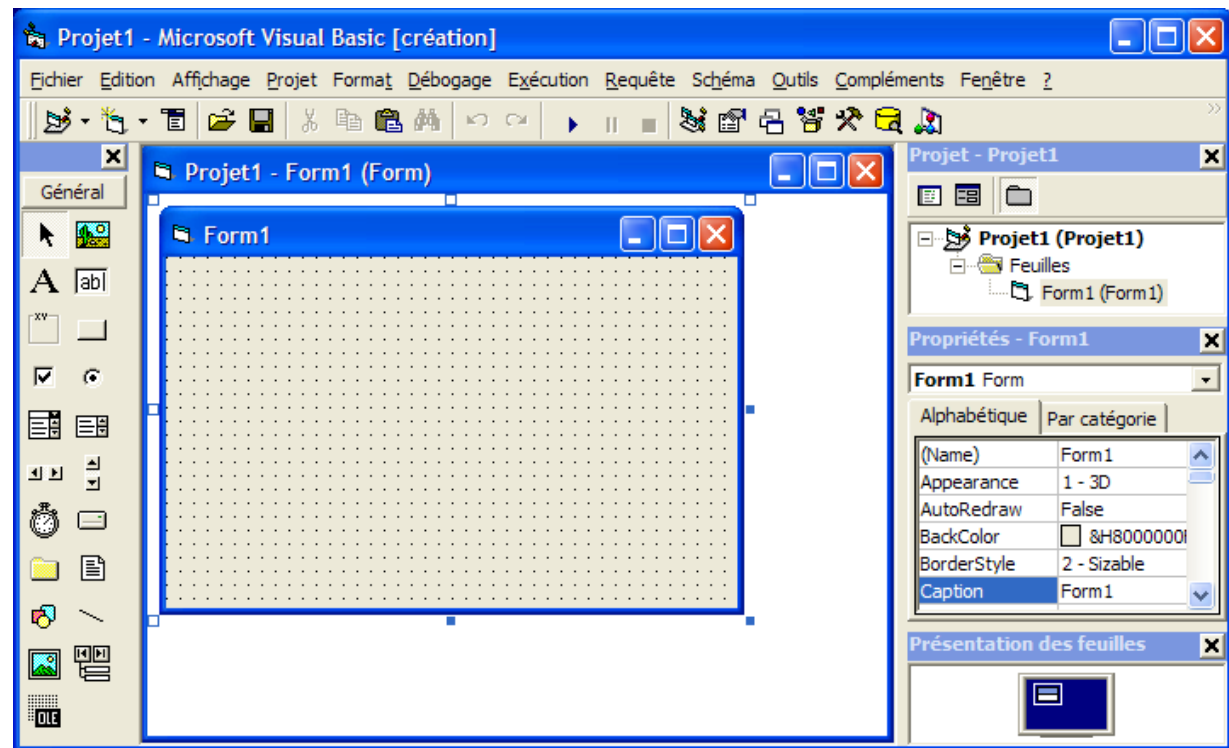 Projet1 - Microsoft Visual Basic [création]
Fichier Edition Affichage Projet Format Débogage Exécution Requête Schéma Outils Compléments Fenêtre ?
Général
A ab|
XY
OLE
Projet1 - Form1 (Form)
Form1
Projet - Projet1
Projet1 (Projet1)
Feuilles
Form1 (Form1)
Propriétés - Form1
Form1 Form
Alphabétique Par catégorie
(Name) Form1
Appearance 1 - 3D
AutoRedraw False
BackColor &H8000000
BorderStyle 2 - Sizable
Caption Form1
Présentation des feuilles